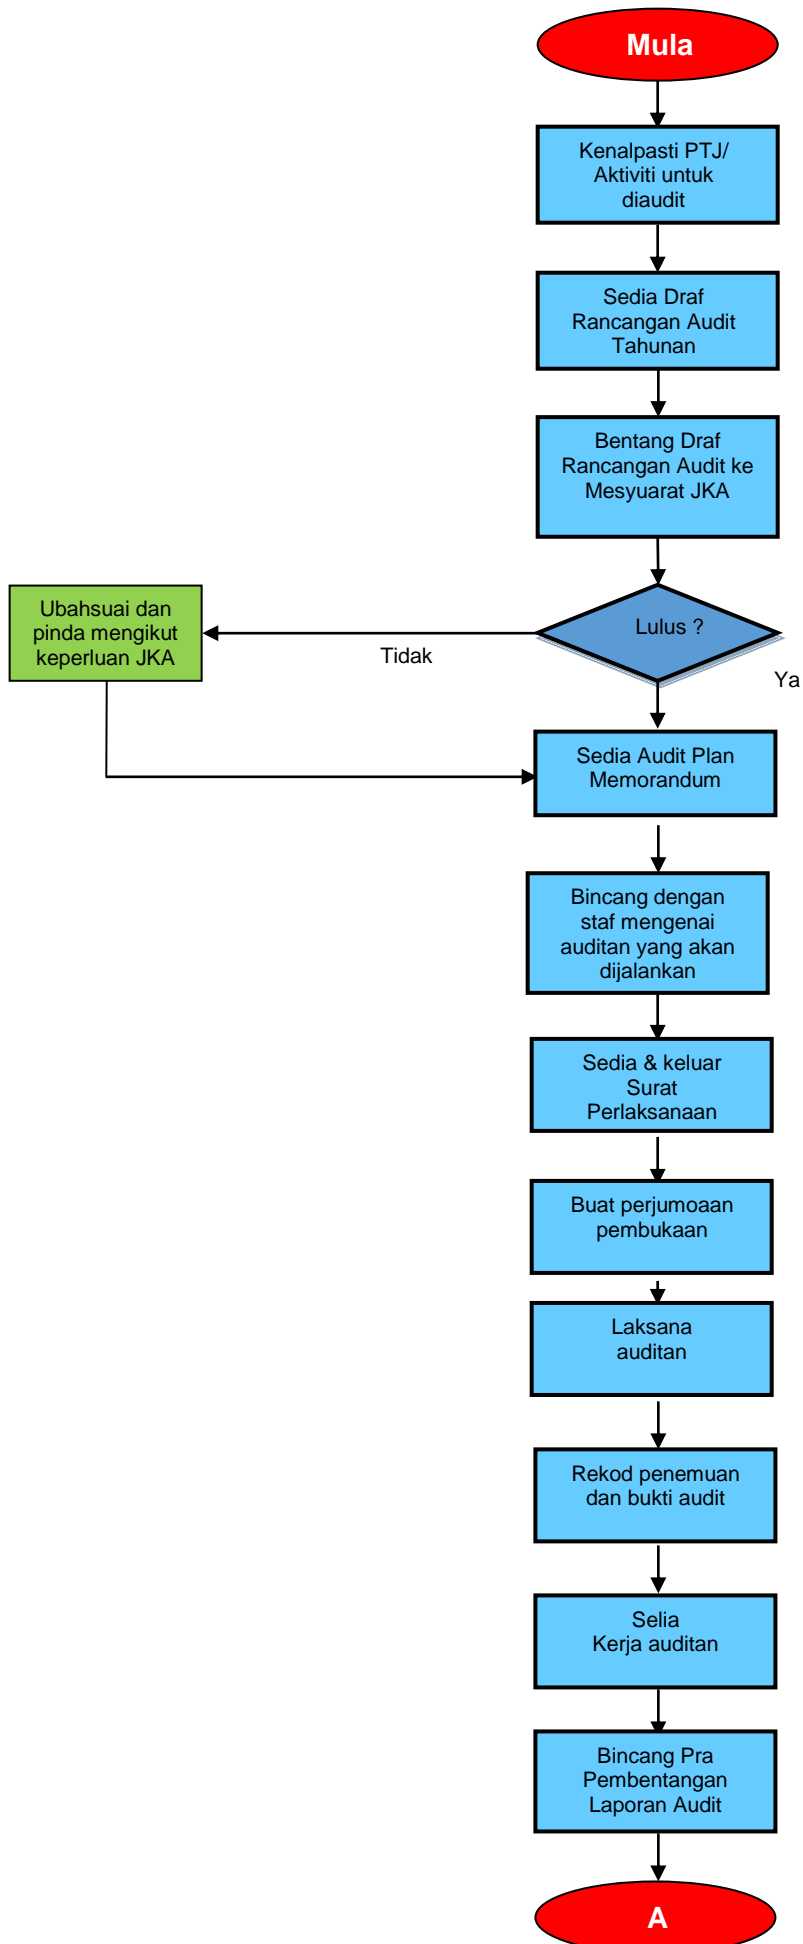 Mula
Kenalpasti PTJ/
Aktiviti untuk
diaudit
Sedia Draf
Rancangan Audit
Tahunan
Bentang Draf
Rancangan Audit ke
Mesyuarat JKA
Lulus ?
Tidak
Ya
Ubahsuai dan
pinda mengikut
keperluan JKA
Sedia Audit Plan
Memorandum
Bincang dengan
staf mengenai
auditan yang akan
dijalankan
Sedia & keluar
Surat
Perlaksanaan
Buat perjumoaan
pembukaan
Laksana
auditan
Rekod penemuan
dan bukti audit
Selia
Kerja auditan
Bincang Pra
Pembentangan
Laporan Audit
A